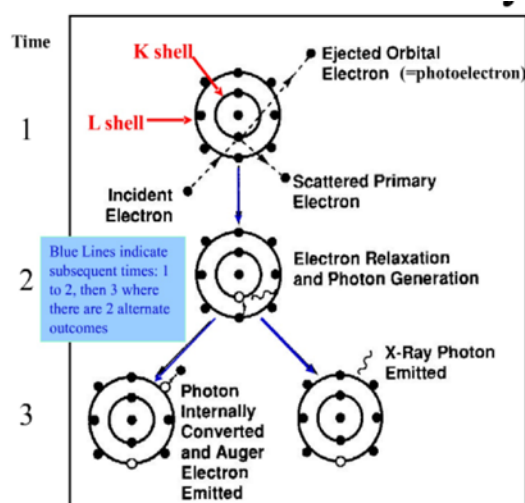 Time
K shell
L shell
1
Ejected Orbital
Electron (=photoelectron)
Incident
Electron
Scattered Primary
Electron
2
Blue Lines indicate
subsequent times: 1
to 2, then 3 where
there are 2 alternate
outcomes
Electron Relaxation
and Photon Generation
3
Photon
Internally
Converted
and Auger
Electron
Emitted
X-Ray Photon
Emitted